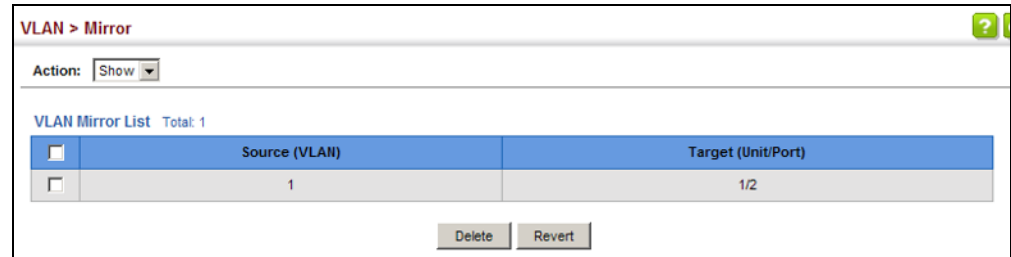 VLAN > Mirror
?
Action: Show
VLAN Mirror List Total: 1
Source (VLAN) Target (Unit/Port)
1 1/2
Delete Revert